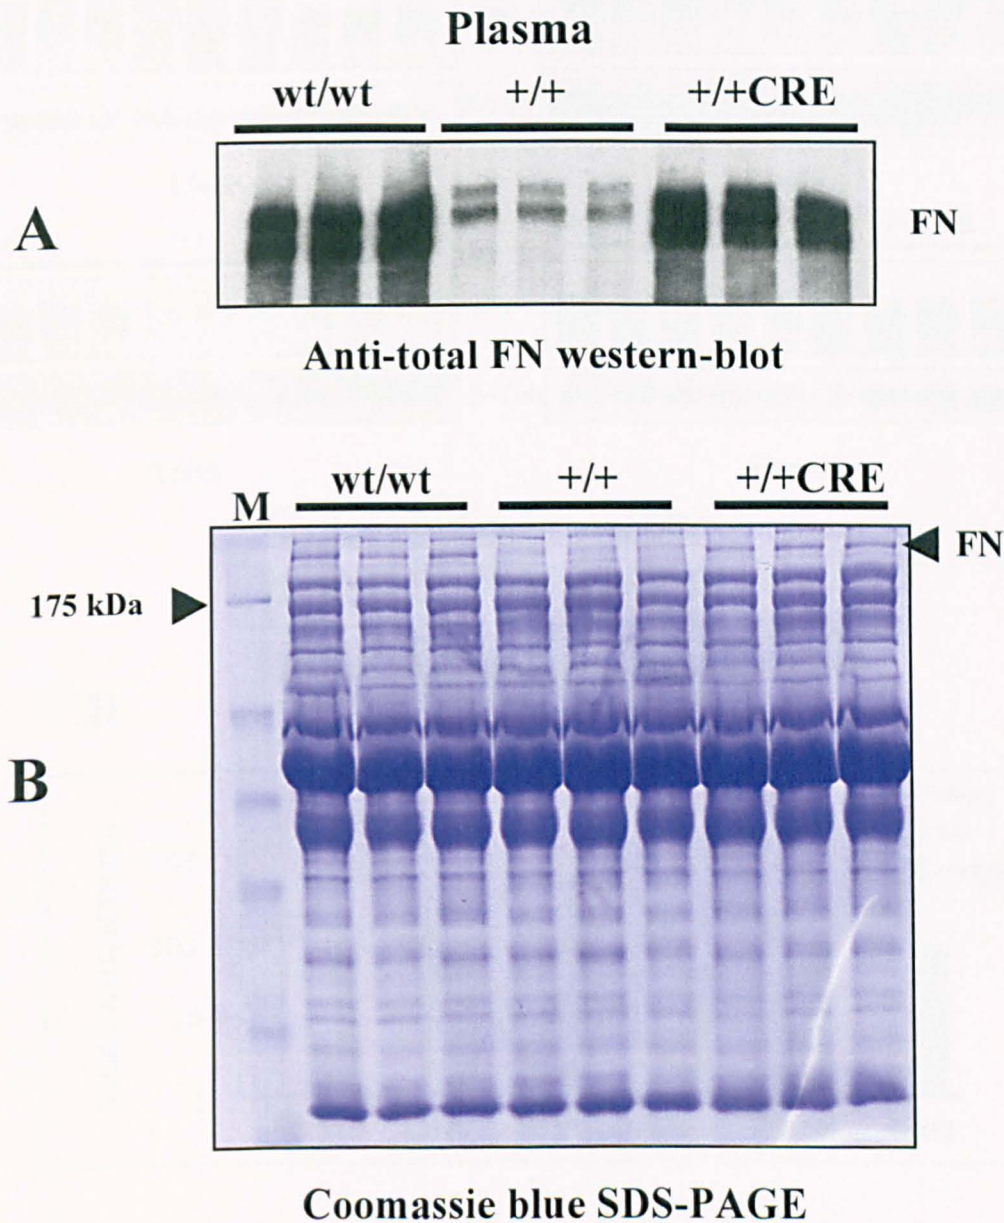 Plasma
wt/wt +/+ +/+CRE
A FN
Anti-total FN western-blot
wt/wt +/+ +/+CRE
M
FN
175 kDa
B
Coomassie blue SDS-PAGE